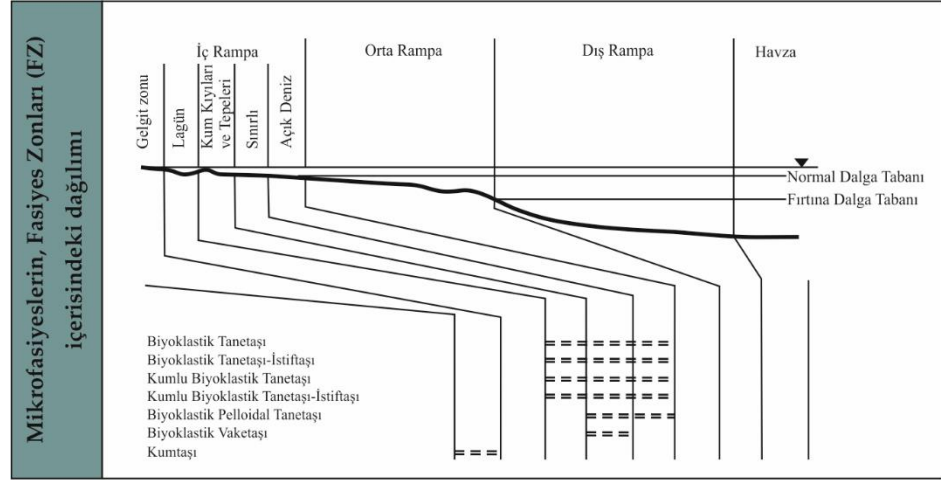 Mikrofasiyeslerin, Fasiyes Zonları (FZ)
içerisindeki dağılımı
İç Rampa
Orta Rampa
Dış Rampa
Havza
Gelgit zonu
Lagün
Kum Kıyıları
ve Tepeleri
Sınırlı
Açık Deniz
Normal Dalga Tabanı
Fırtına Dalga Tabanı
Biyoklastik Tanetaşı
Biyoklastik Tanetaşı-İstiftaşı
Kumlu Biyoklastik Tanetaşı
Kumlu Biyoklastik Tanetaşı-İstiftaşı
Biyoklastik Pelloidal Tanetaşı
Biyoklastik Vaketaşı
Kumtaşı